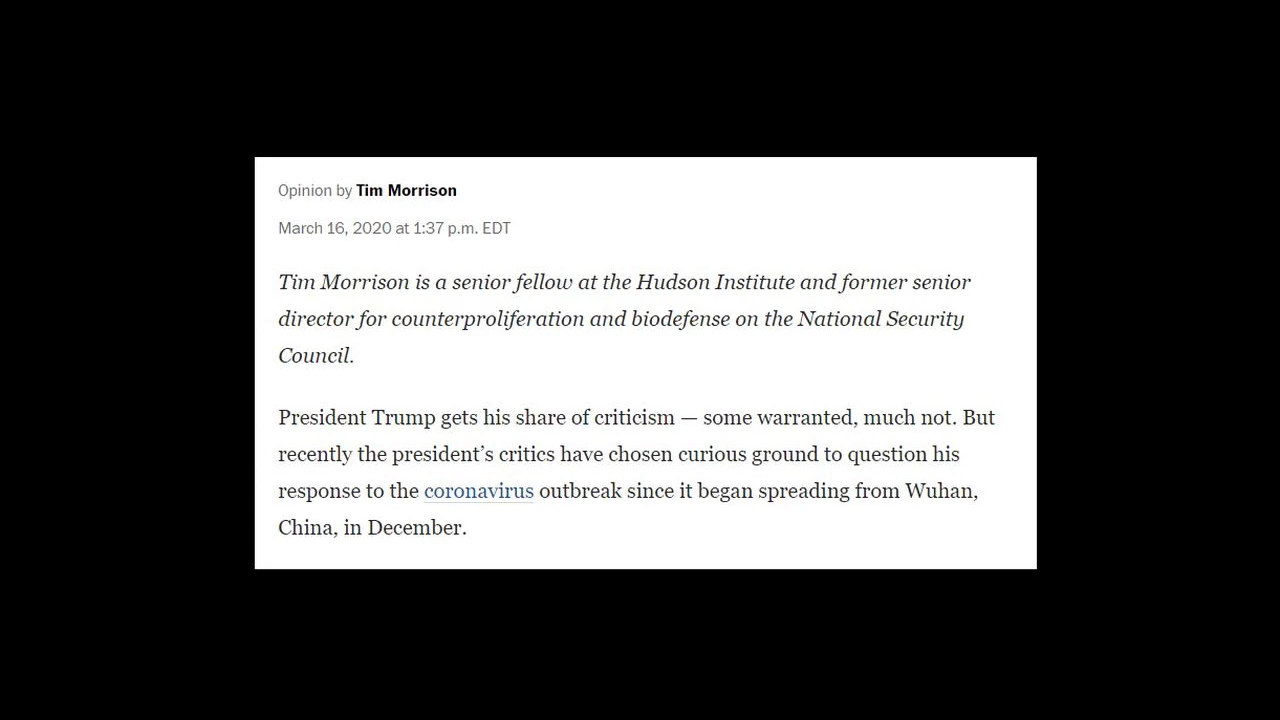 Opinion by Tim Morrison
March 16, 2020 at 1:37 p.m. EDT
Tim Morrison is a senior fellow at the Hudson Institute and former senior
director for counterproliferation and biodefense on the National Security
Council.
President Trump gets his share of criticism — some warranted, much not. But
recently the president’s critics have chosen curious ground to question his
response to the coronavirus outbreak since it began spreading from Wuhan,
China, in December.